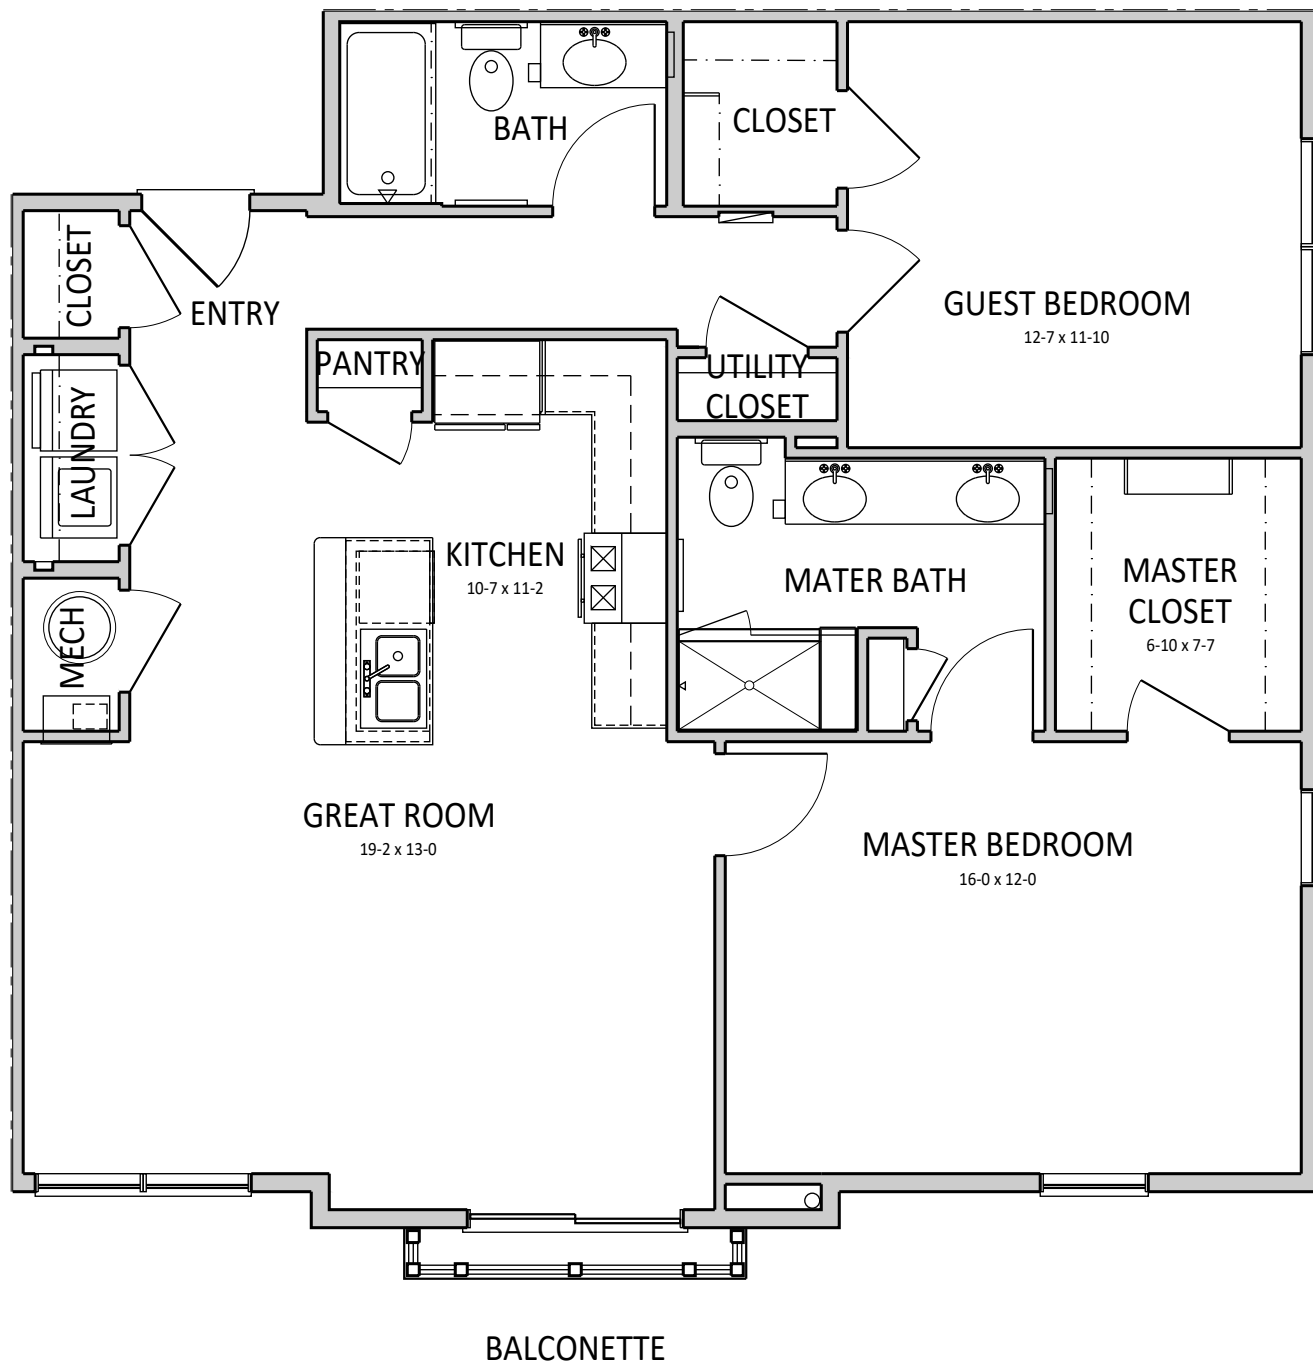 BATH
CLOSET
CLOSET
ENTRY
GUEST BEDROOM
12-7 x 11-10
PANTRY
UTILITY
CLOSET
LAUNDRY
KITCHEN
10-7 x 11-2
MATER BATH
MASTER
CLOSET
6-10 x 7-7
MECH
GREAT ROOM
19-2 x 13-0
MASTER BEDROOM
16-0 x 12-0
BALCONETTE